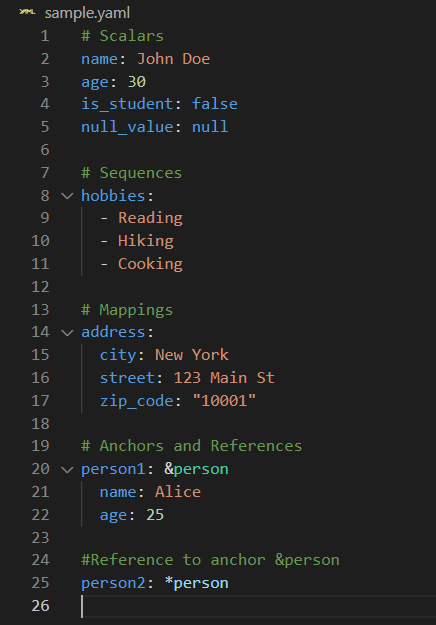 YAML sample.yaml
1 # Scalars
2 name: John Doe
3 age: 30
4 is_student: false
5 null_value: null
6
7 # Sequences
8 hobbies:
9   - Reading
10   - Hiking
11   - Cooking
12
13 # Mappings
14 address:
15   city: New York
16   street: 123 Main St
17   zip_code: "10001"
18
19 # Anchors and References
20 person1: &person
21   name: Alice
22   age: 25
23
24 #Reference to anchor &person
25 person2: *person
26